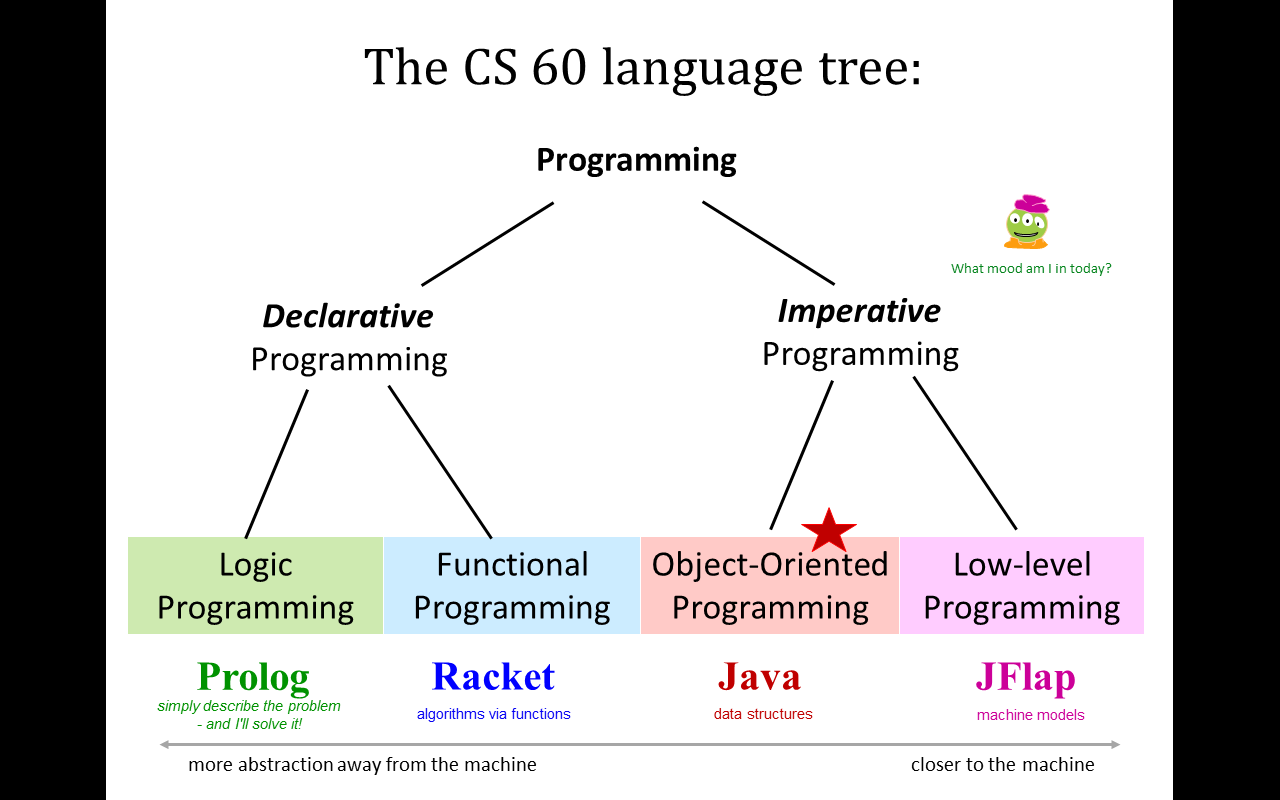 The CS 60 language tree:
Programming
What mood am I in today?
Declarative
Programming
Imperative
Programming
Logic
Programming
Functional
Programming
Object-Oriented
Programming
Low-level
Programming
Prolog
simply describe the problem
- and I'll solve it!
Racket
algorithms via functions
Java
data structures
JFlap
machine models
more abstraction away from the machine
closer to the machine